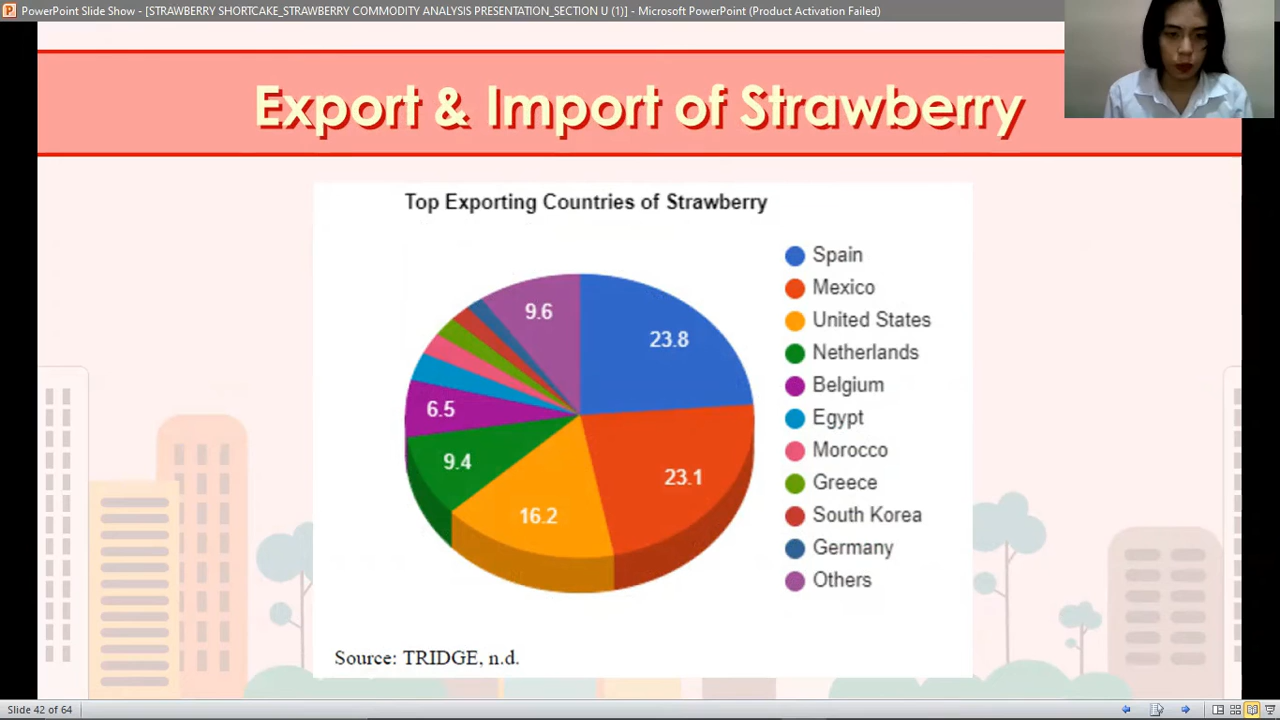 PowerPoint Slide Show - [STRAWBERRY SHORTCAKE_STRAWBERRY COMMODITY ANALYSIS PRESENTATION_SECTION U (1)] - Microsoft PowerPoint (Product Activation Failed)
Export & Import of Strawberry
Top Exporting Countries of Strawberry
Spain
Mexico
United States
Netherlands
Belgium
Egypt
Morocco
Greece
South Korea
Germany
Others
9.6
23.8
6.5
9.4
23.1
16.2
Source: TRIDGE, n.d.
Slide 42 of 64